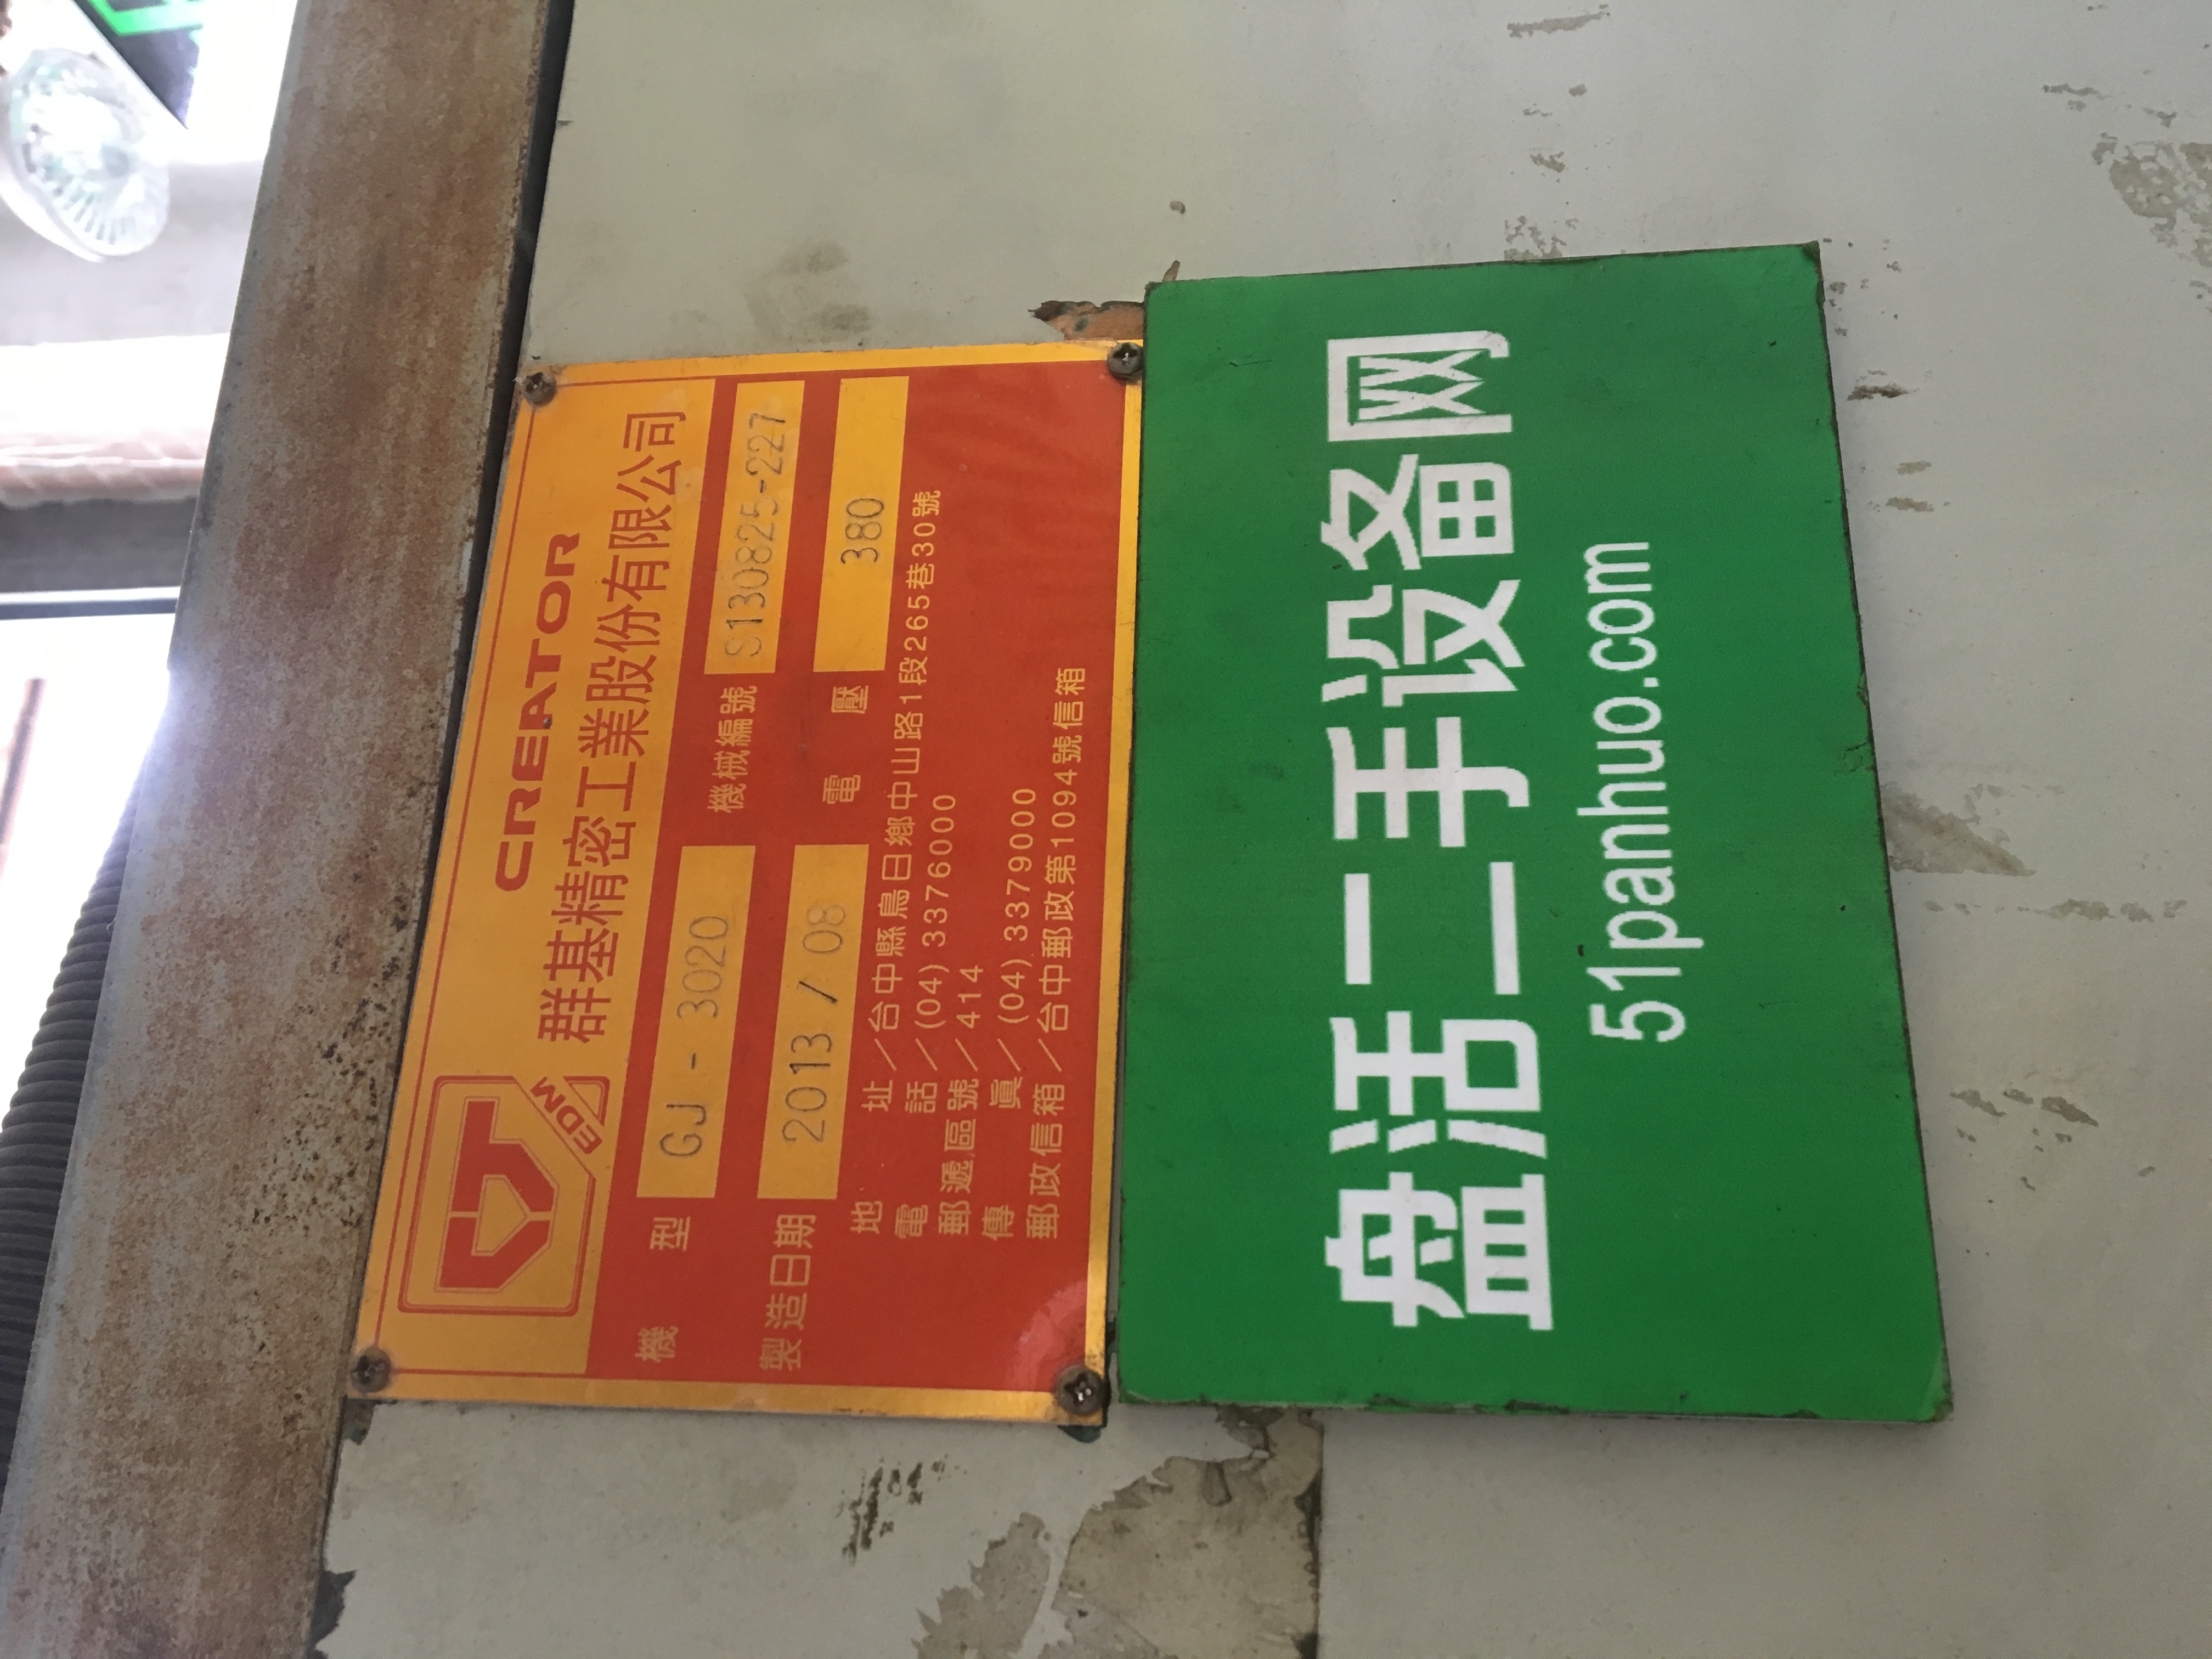 CREATOR
群基精密工業股份有限公司
EDM
機型 GJ - 3020 機械編號 S130825-227
製造日期 2013 / 08 電壓 380
地址／台中縣烏日鄉中山路1段265巷30號
電話／(04) 3376000
郵遞區號／414
傳眞／(04) 3379000
郵政信箱／台中郵政第1094號信箱
盘活二手设备网
51panhuo.com